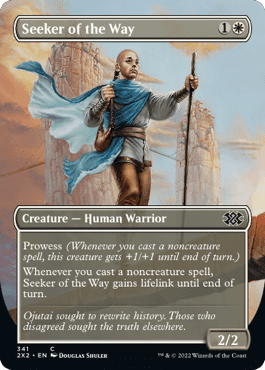 Seeker of the Way 1
Creature — Human Warrior
Prowess (Whenever you cast a noncreature
spell, this creature gets +1/+1 until end of turn.)
Whenever you cast a noncreature spell,
Seeker of the Way gains lifelink until end of
turn.
Ojutai sought to rewrite history. Those who
disagreed sought the truth elsewhere.
2/2
341 C
2X2 • EN DOUGLAS SHULER ™ & © 2022 Wizards of the Coast